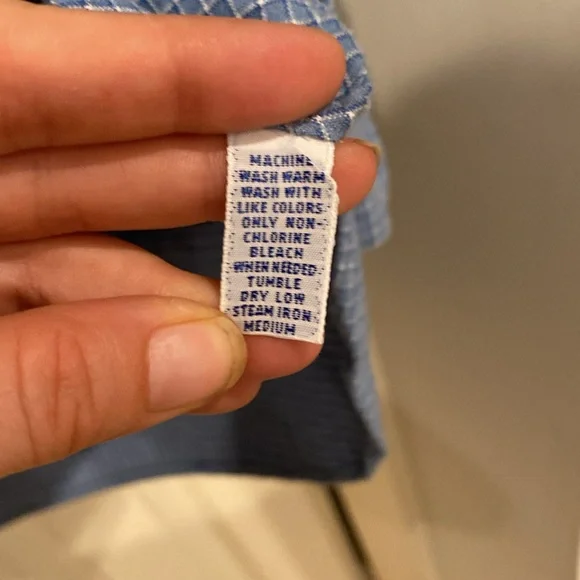 MACHINE
WASH WARM
WASH WITH
LIKE COLORS
ONLY NON-
CHLORINE
BLEACH
WHEN NEEDED
TUMBLE
DRY LOW
STEAM IRON
MEDIUM